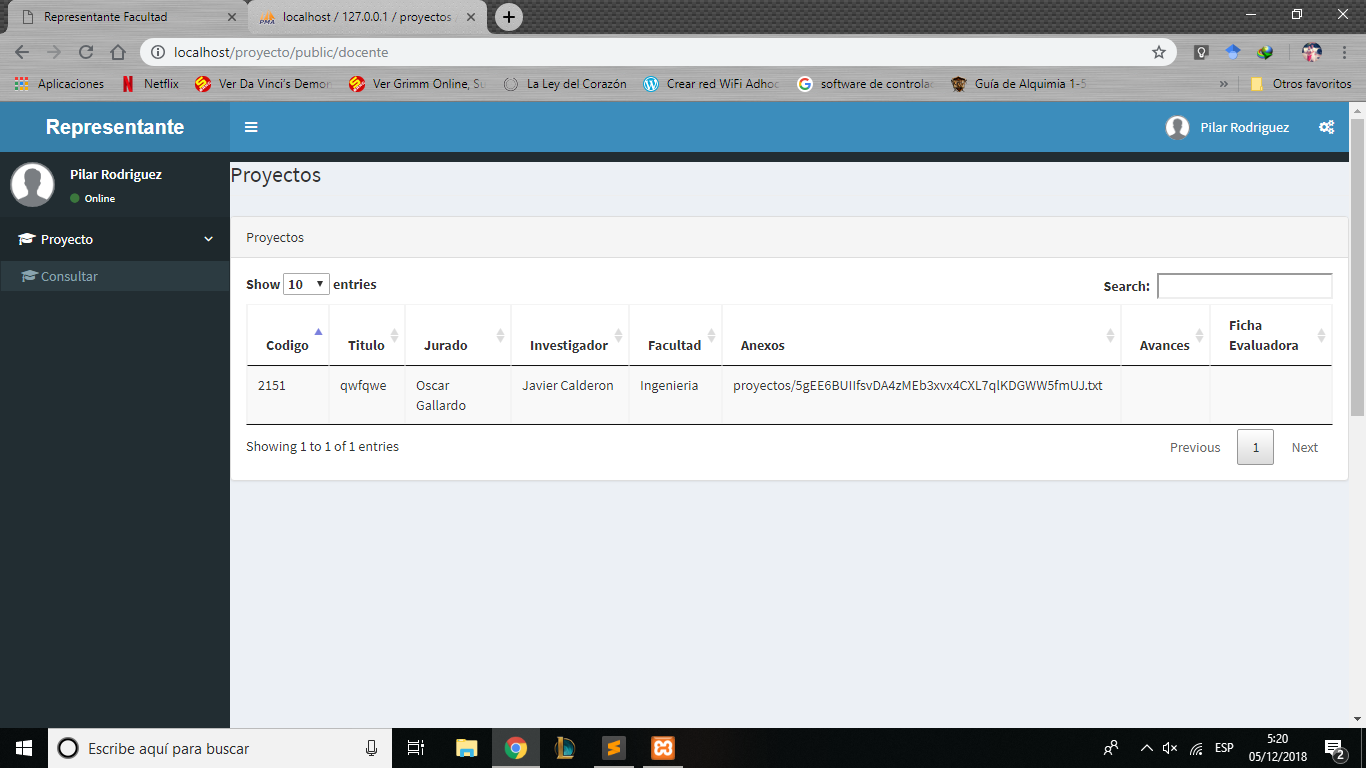 Representante Facultad
localhost / 127.0.0.1 / proyectos
localhost/proyecto/public/docente
Aplicaciones Netflix Ver Da Vinci's Demon Ver Grimm Online, Su La Ley del Corazón Crear red WiFi Adhoc software de controlac Guía de Alquimia 1-5 » Otros favoritos
Representante
Pilar Rodriguez
Pilar Rodriguez
Online
Proyecto
Consultar
Proyectos
Proyectos
Show 10 entries
Search:
Codigo Titulo Jurado Investigador Facultad Anexos Avances Ficha
Evaluadora
2151 qwfqwe Oscar Javier Calderon Ingenieria proyectos/5gEE6BUIIfsvDA4zMEb3xvx4CXL7qlKDGWW5fmUJ.txt
Gallardo
Showing 1 to 1 of 1 entries
Previous 1 Next
Escribe aquí para buscar
ESP
5:20
05/12/2018
2